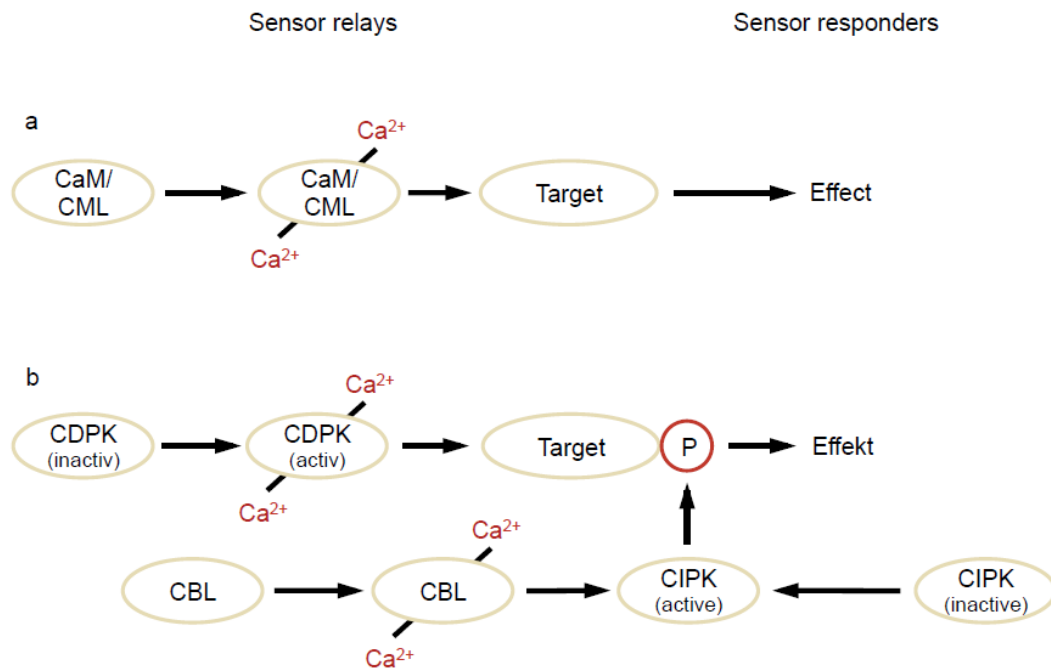 Sensor relays
Sensor responders
a
Ca²⁺
CaM/
CML
CaM/
CML
Target
Effect
Ca²⁺
b
Ca²⁺
CDPK
(inactiv)
CDPK
(activ)
Target
P
Effekt
Ca²⁺
Ca²⁺
CBL
CBL
CIPK
(active)
CIPK
(inactive)
Ca²⁺